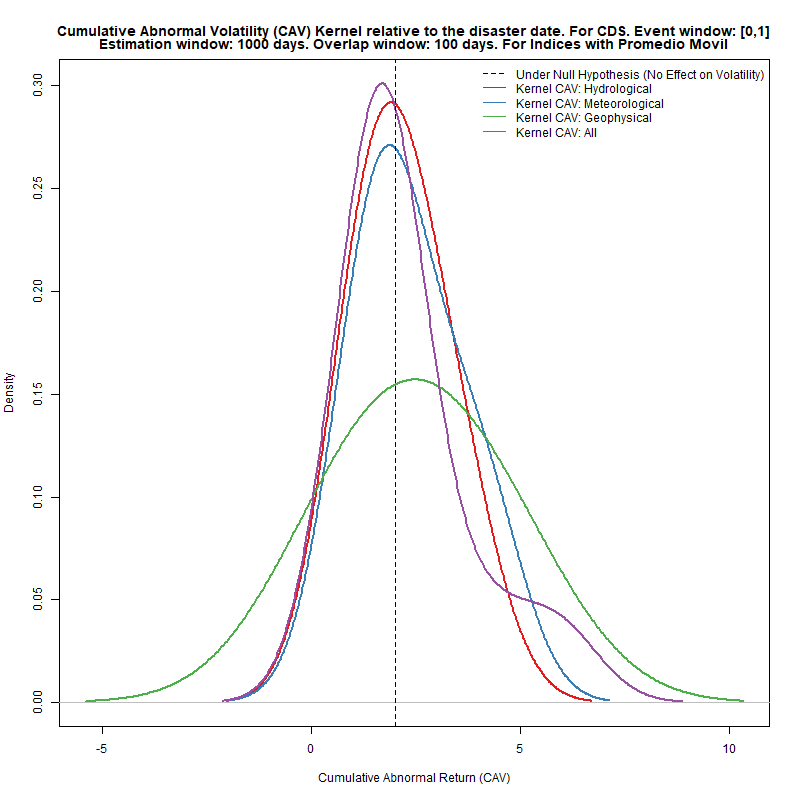 Cumulative Abnormal Volatility (CAV) Kernel relative to the disaster date. For CDS. Event window: [0,1]
Estimation window: 1000 days. Overlap window: 100 days. For Indices with Promedio Movil
Under Null Hypothesis (No Effect on Volatility)
Kernel CAV: Hydrological
Kernel CAV: Meteorological
Kernel CAV: Geophysical
Kernel CAV: All
Density
0.30
0.25
0.20
0.15
0.10
0.05
0.00
-5
0
5
10
Cumulative Abnormal Return (CAV)